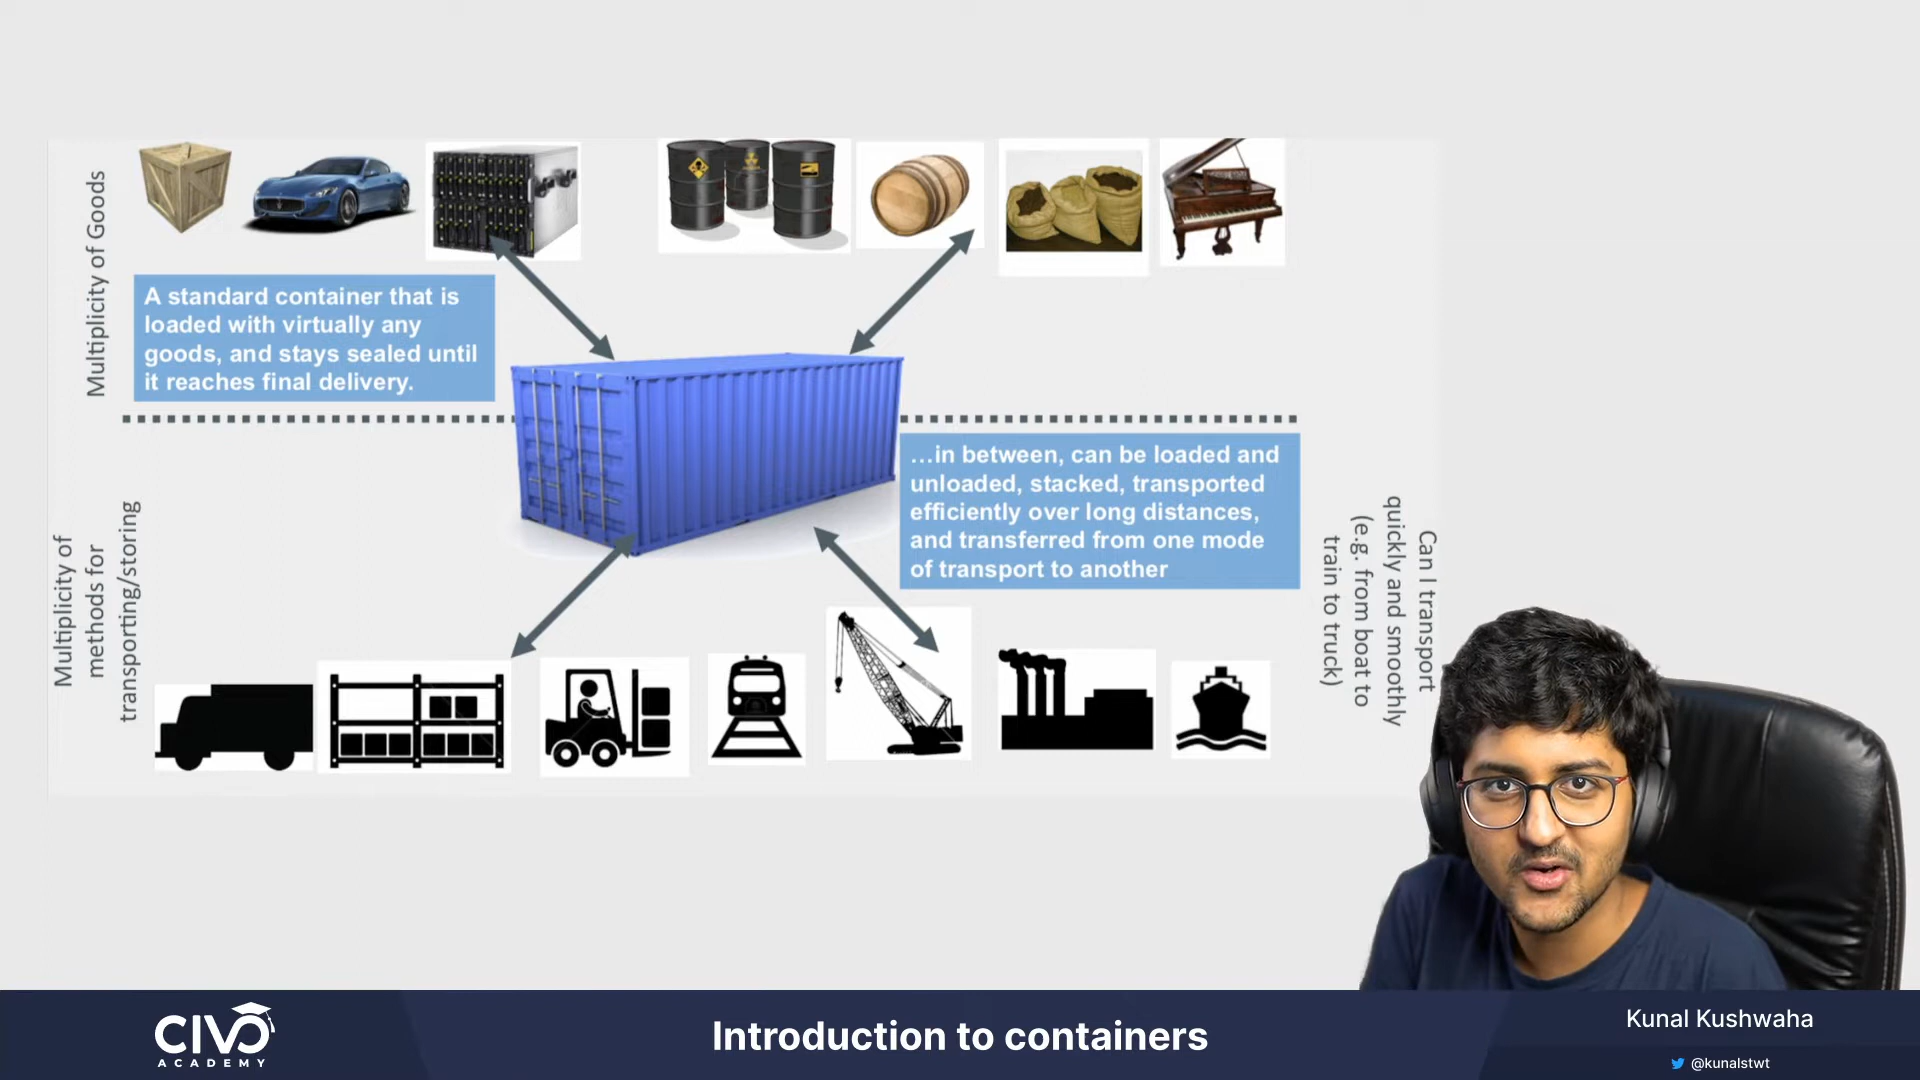 Multiplicity of Goods
A standard container that is
loaded with virtually any
goods, and stays sealed until
it reaches final delivery.
…in between, can be loaded and
unloaded, stacked, transported
efficiently over long distances,
and transferred from one mode
of transport to another
Multiplicity of
methods for
transporting/storing
Can I transport
quickly and smoothly
(e.g. from boat to
train to truck)
CIVO
ACADEMY
Introduction to containers
Kunal Kushwaha
@kunalstwt